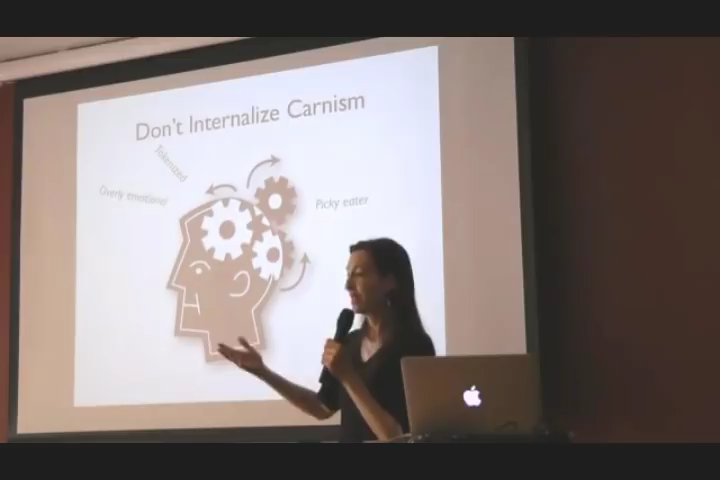 Don't Internalize Carnism
Tokenized
Overly emotional
Picky eater